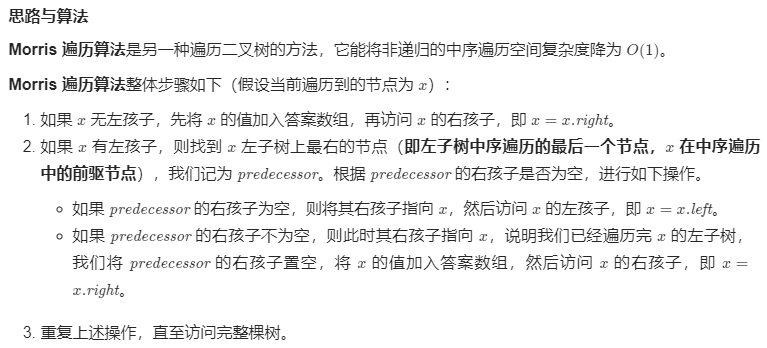 思路与算法
Morris 遍历算法是另一种遍历二叉树的方法，它能将非递归的中序遍历空间复杂度降为 O(1)。
Morris 遍历算法整体步骤如下（假设当前遍历到的节点为 x）：
1. 如果 x 无左孩子，先将 x 的值加入答案数组，再访问 x 的右孩子，即 x = x.right。
2. 如果 x 有左孩子，则找到 x 左子树上最右的节点（即左子树中序遍历的最后一个节点，x 在中序遍历
中的前驱节点），我们记为 predecessor。根据 predecessor 的右孩子是否为空，进行如下操作。
○ 如果 predecessor 的右孩子为空，则将其右孩子指向 x，然后访问 x 的左孩子，即 x = x.left。
○ 如果 predecessor 的右孩子不为空，则此时其右孩子指向 x，说明我们已经遍历完 x 的左子树，
我们将 predecessor 的右孩子置空，将 x 的值加入答案数组，然后访问 x 的右孩子，即 x =
x.right。
3. 重复上述操作，直至访问完整棵树。